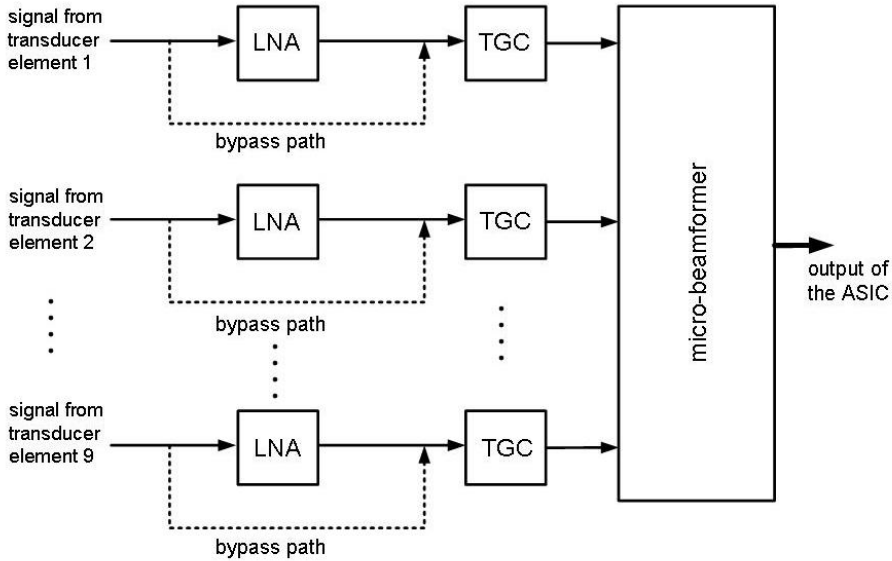 signal from
transducer
element 1
LNA
TGC
bypass path
signal from
transducer
element 2
LNA
TGC
bypass path
signal from
transducer
element 9
LNA
TGC
bypass path
micro-beamformer
output of
the ASIC